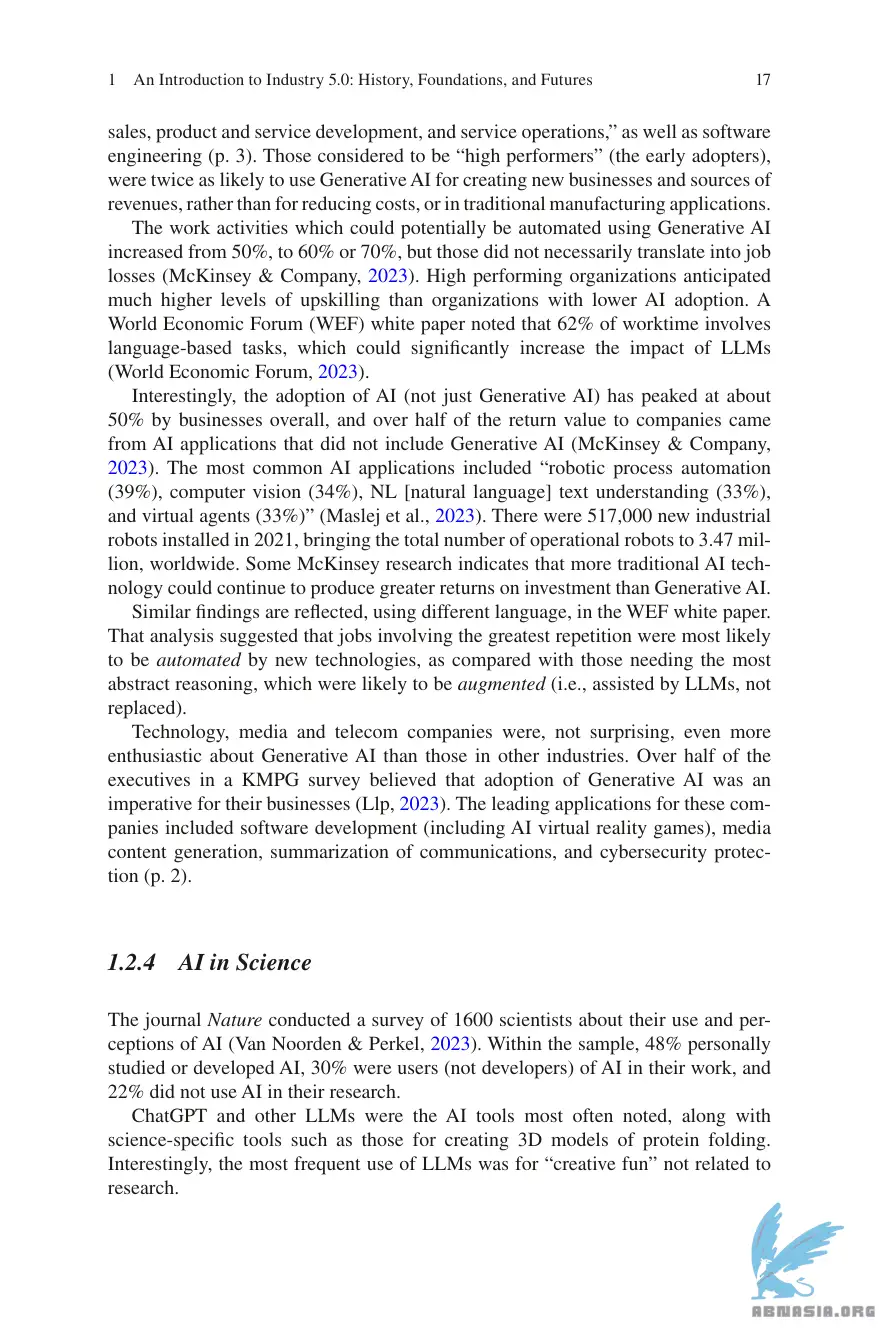 1 An Introduction to Industry 5.0: History, Foundations, and Futures 17
sales, product and service development, and service operations,” as well as software
engineering (p. 3). Those considered to be “high performers” (the early adopters),
were twice as likely to use Generative AI for creating new businesses and sources of
revenues, rather than for reducing costs, or in traditional manufacturing applications.
The work activities which could potentially be automated using Generative AI
increased from 50%, to 60% or 70%, but those did not necessarily translate into job
losses (McKinsey & Company, 2023). High performing organizations anticipated
much higher levels of upskilling than organizations with lower AI adoption. A
World Economic Forum (WEF) white paper noted that 62% of worktime involves
language-based tasks, which could significantly increase the impact of LLMs
(World Economic Forum, 2023).
Interestingly, the adoption of AI (not just Generative AI) has peaked at about
50% by businesses overall, and over half of the return value to companies came
from AI applications that did not include Generative AI (McKinsey & Company,
2023). The most common AI applications included “robotic process automation
(39%), computer vision (34%), NL [natural language] text understanding (33%),
and virtual agents (33%)” (Maslej et al., 2023). There were 517,000 new industrial
robots installed in 2021, bringing the total number of operational robots to 3.47 mil-
lion, worldwide. Some McKinsey research indicates that more traditional AI tech-
nology could continue to produce greater returns on investment than Generative AI.
Similar findings are reflected, using different language, in the WEF white paper.
That analysis suggested that jobs involving the greatest repetition were most likely
to be automated by new technologies, as compared with those needing the most
abstract reasoning, which were likely to be augmented (i.e., assisted by LLMs, not
replaced).
Technology, media and telecom companies were, not surprising, even more
enthusiastic about Generative AI than those in other industries. Over half of the
executives in a KMPG survey believed that adoption of Generative AI was an
imperative for their businesses (Llp, 2023). The leading applications for these com-
panies included software development (including AI virtual reality games), media
content generation, summarization of communications, and cybersecurity protec-
tion (p. 2).
1.2.4 AI in Science
The journal Nature conducted a survey of 1600 scientists about their use and per-
ceptions of AI (Van Noorden & Perkel, 2023). Within the sample, 48% personally
studied or developed AI, 30% were users (not developers) of AI in their work, and
22% did not use AI in their research.
ChatGPT and other LLMs were the AI tools most often noted, along with
science-specific tools such as those for creating 3D models of protein folding.
Interestingly, the most frequent use of LLMs was for “creative fun” not related to
research.
ABNASIA.ORG